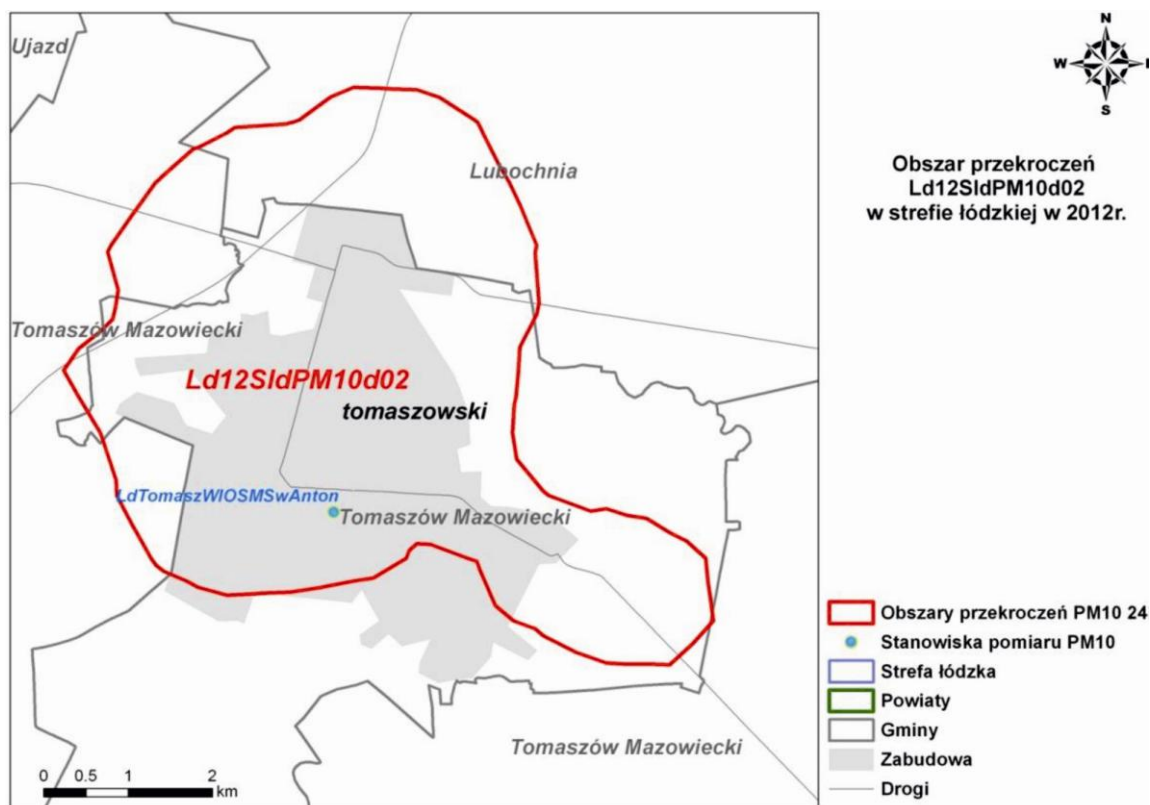 Ujazd
Lubochnia
Tomaszów Mazowiecki
Ld12SldPM10d02
tomaszowski
LdTomaszWIOSMSwAnton
Tomaszów Mazowiecki
Tomaszów Mazowiecki
0 0.5 1 2
km
N
W E
S
Obszar przekroczeń
Ld12SldPM10d02
w strefie łódzkiej w 2012r.
Obszary przekroczeń PM10 24
Stanowiska pomiaru PM10
Strefa łódzka
Powiaty
Gminy
Zabudowa
Drogi